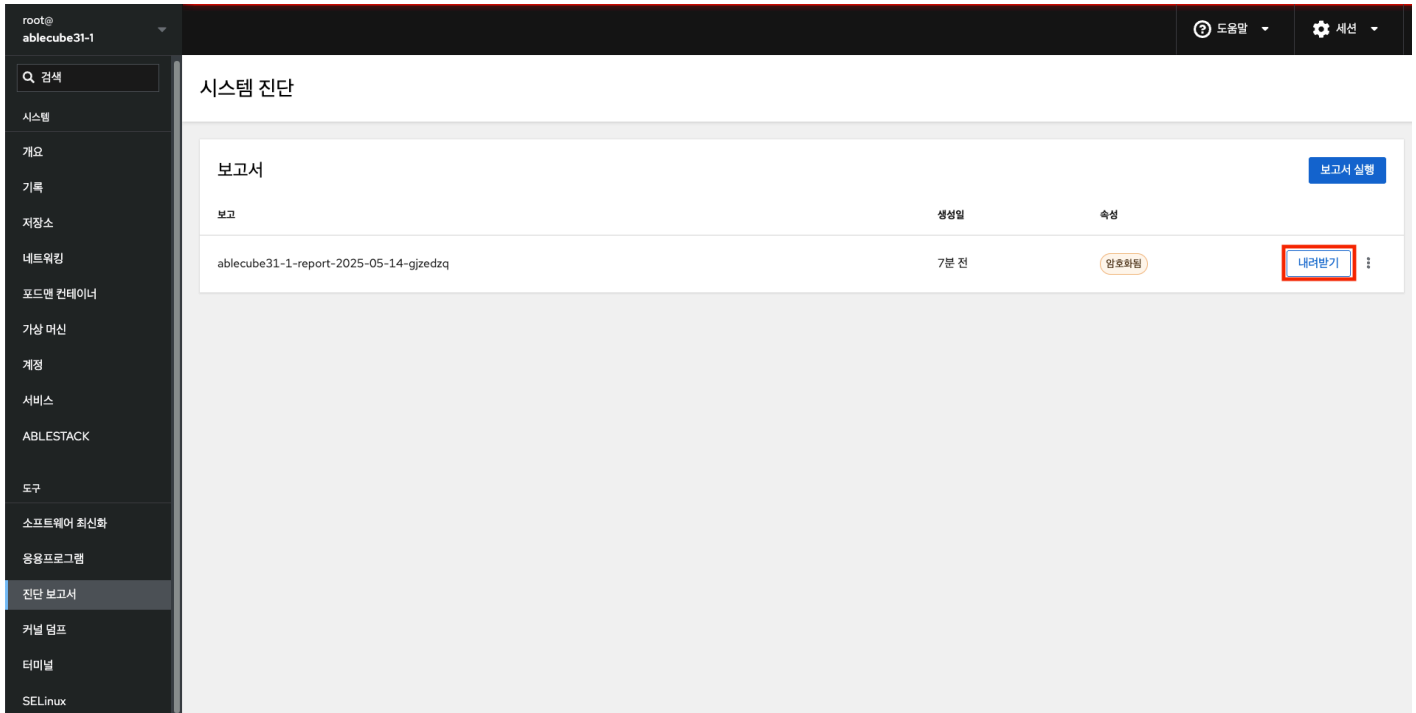 root@
ablecube31-1
도움말
세션
검색
시스템
개요
기록
저장소
네트워킹
포드맨 컨테이너
가상 머신
계정
서비스
ABLESTACK
도구
소프트웨어 최신화
응용프로그램
진단 보고서
커널 덤프
터미널
SELinux
시스템 진단
보고서
보고서 실행
보고 생성일 속성
ablecube31-1-report-2025-05-14-gjzedzq 7분 전 암호화됨 내려받기